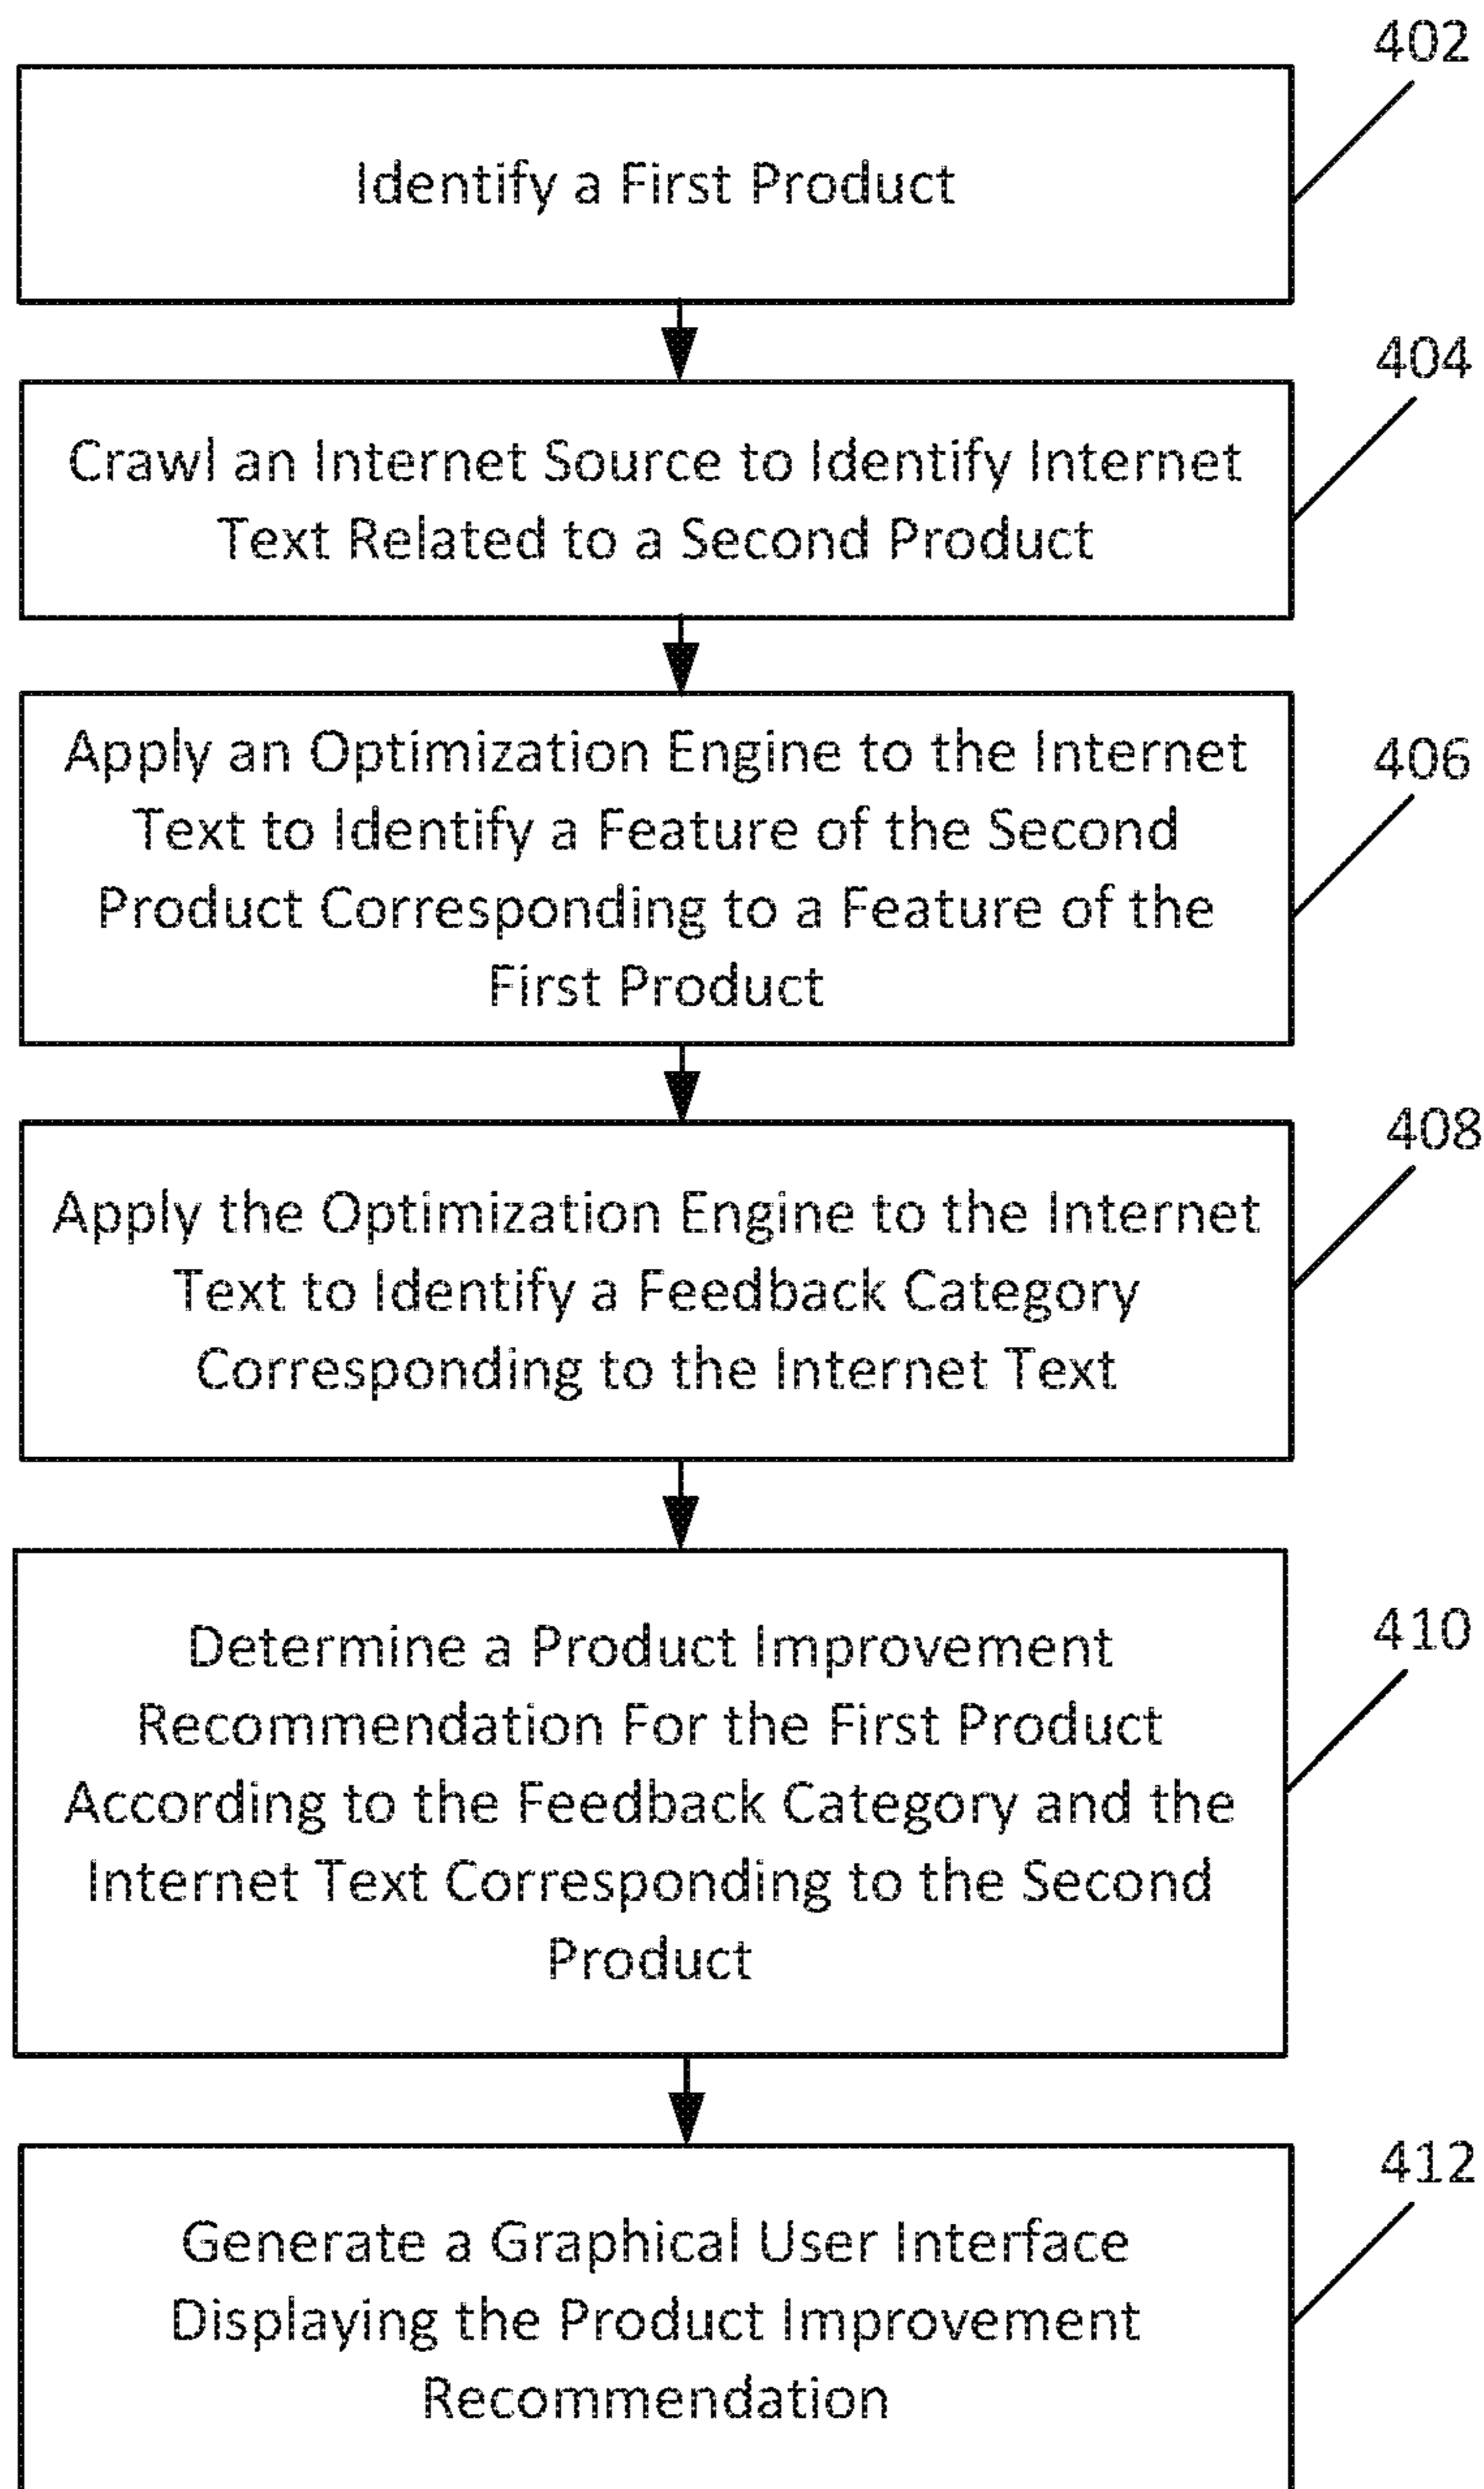 402
Identify a First Product
404
Crawl an Internet Source to Identify Internet
Text Related to a Second Product
406
Apply an Optimization Engine to the Internet
Text to Identify a Feature of the Second
Product Corresponding to a Feature of the
First Product
408
Apply the Optimization Engine to the Internet
Text to Identify a Feedback Category
Corresponding to the Internet Text
410
Determine a Product Improvement
Recommendation For the First Product
According to the Feedback Category and the
Internet Text Corresponding to the Second
Product
412
Generate a Graphical User Interface
Displaying the Product Improvement
Recommendation